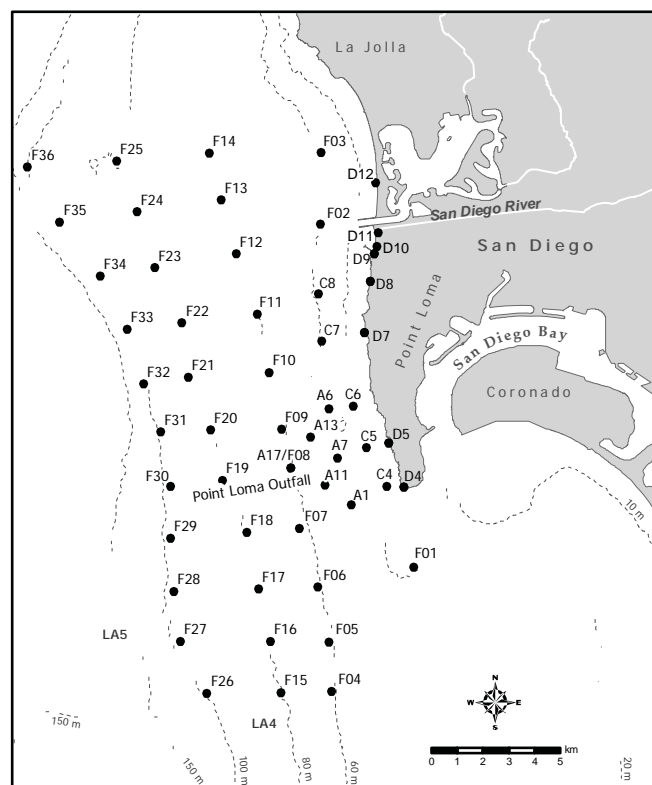 La Jolla
F36
F25
F14
F03
D12
F13
F24
F35
F02
San Diego River
D11
D10
San Diego
D9
F12
F23
F34
D8
C8
F11
F22
F33
Point Loma
D7
C7
San Diego Bay
F10
F21
F32
Coronado
A6
C6
F09
F20
F31
A13
D5
C5
A7
A17/F08
F19
F30
Point Loma Outfall
A11
C4
D4
A1
10 m
F18
F07
F29
F01
F28
F17
F06
LA5
F27
F16
F05
F26
F15
F04
N
W
E
S
150 m
LA4
150 m
100 m
80 m
60 m
20 m
km
0 1 2 3 4 5